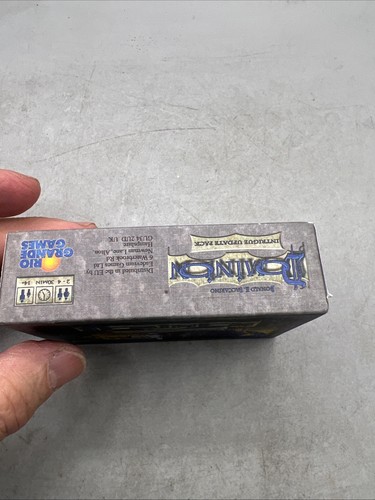 DONALD X. VACCARINO
DOMINION
INTRIGUE UPDATE PACK
Distributed in the EU by
Esdevium Games Ltd
6 Waterbrook Rd
Newman Lane, Alton
Hampshire
GU34 2UD UK
2 - 4
30MIN
14+
RIO
GRANDE
GAMES